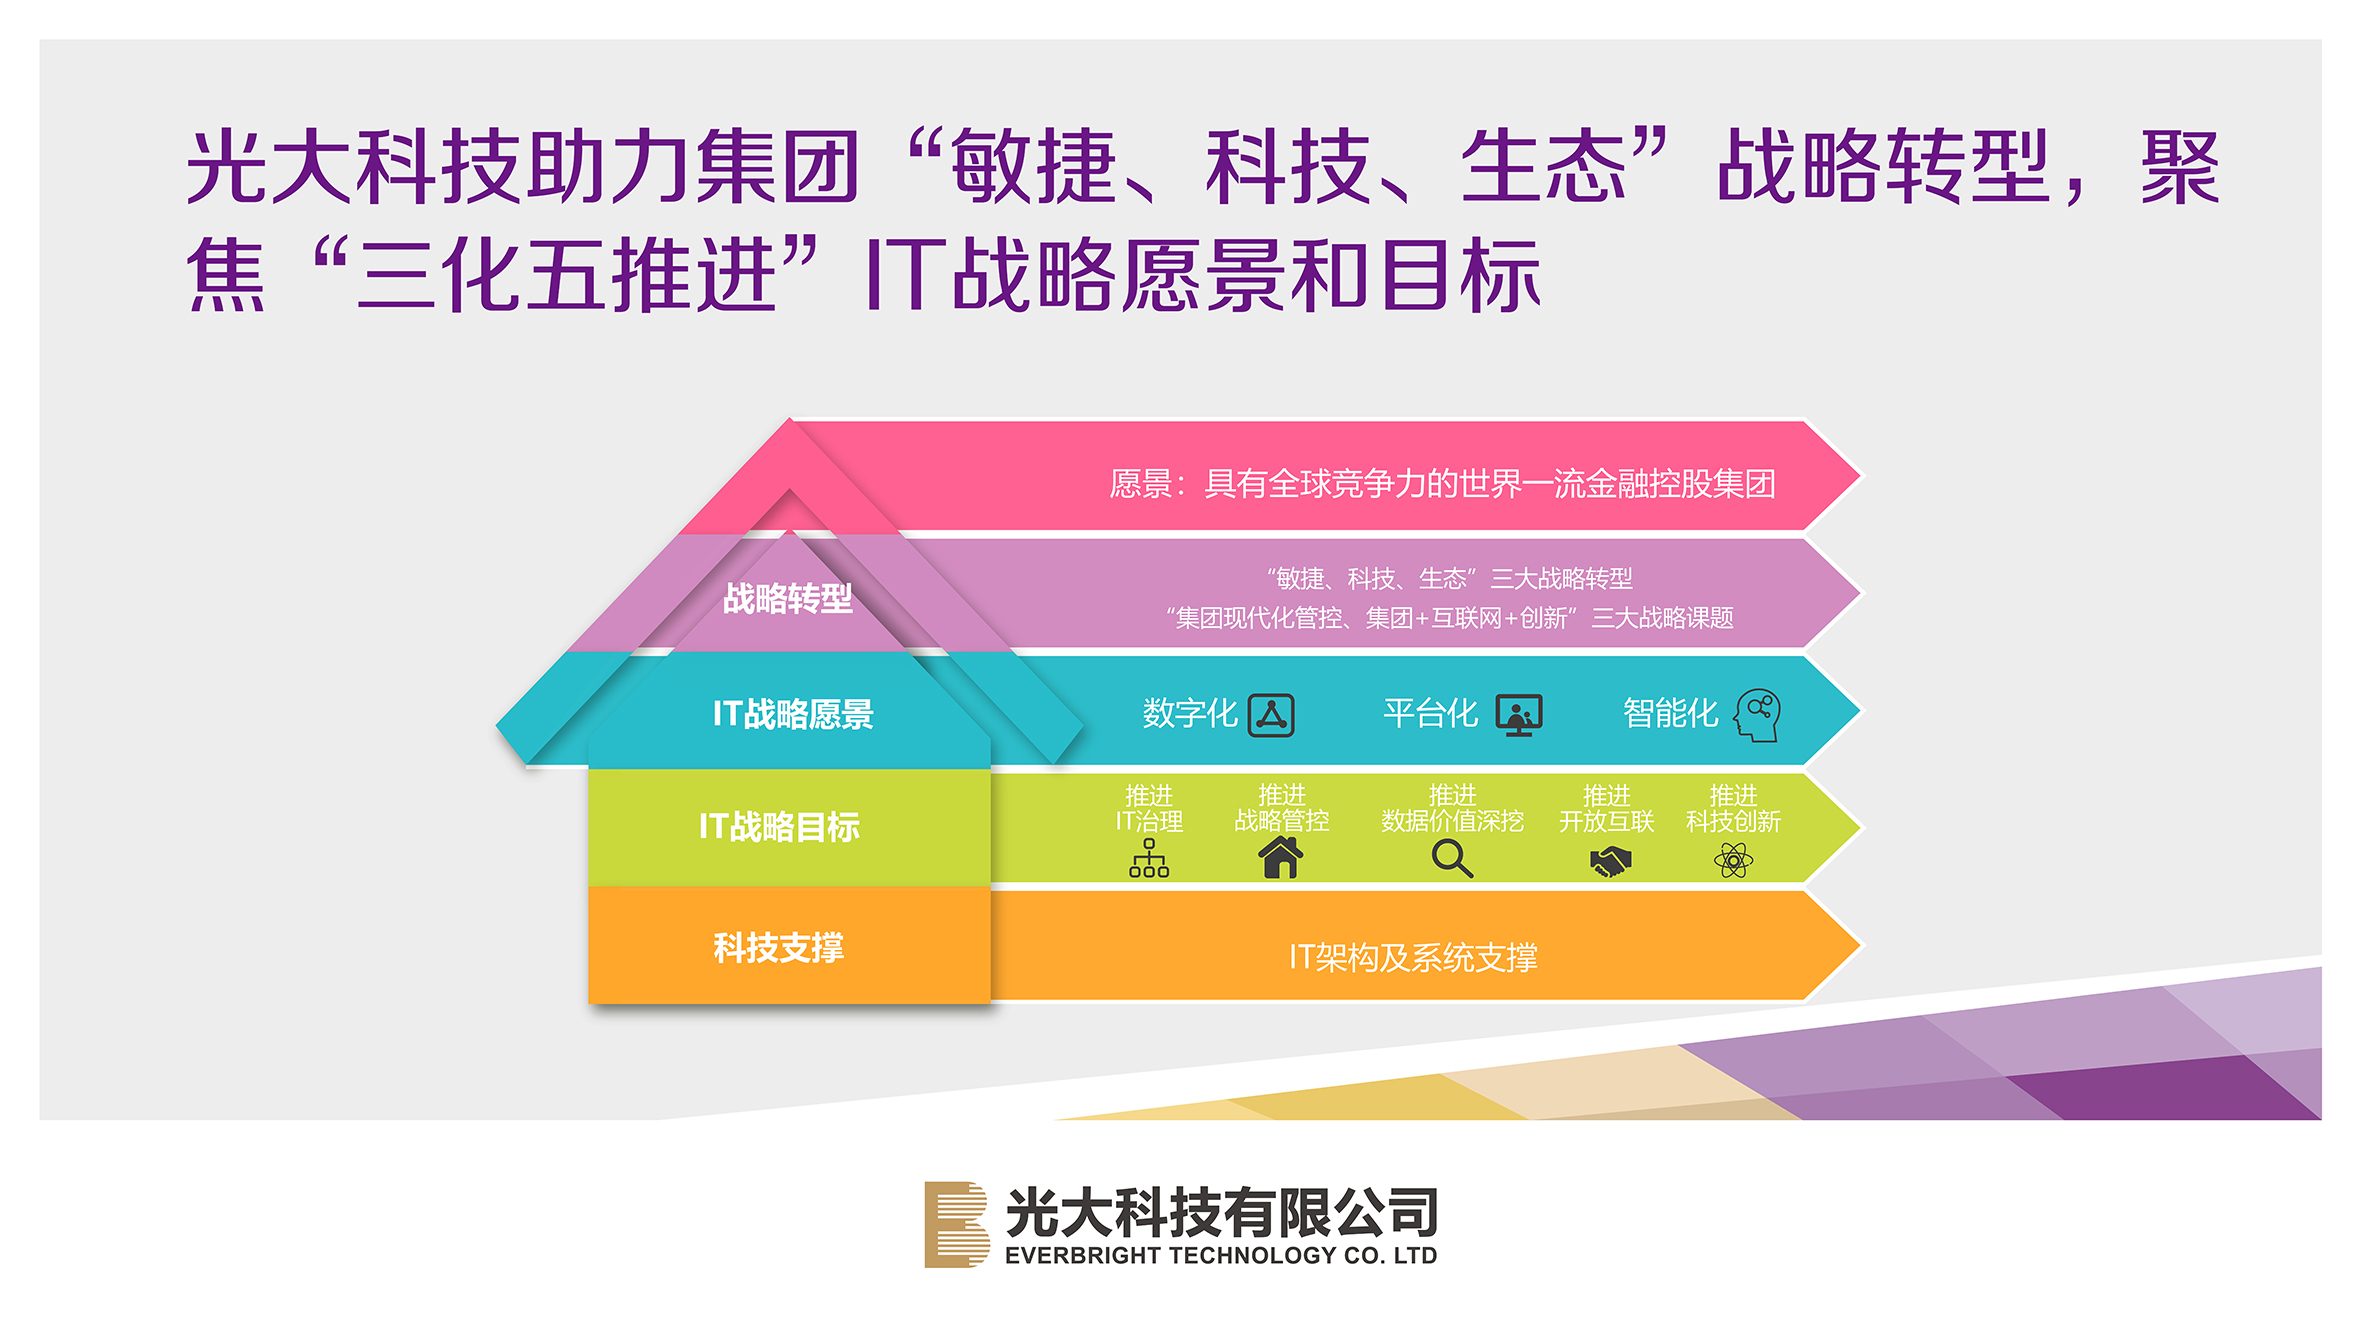 光大科技助力集团“敏捷、科技、生态”战略转型，聚
焦“三化五推进”IT战略愿景和目标
愿景：具有全球竞争力的世界一流金融控股集团
战略转型
“敏捷、科技、生态”三大战略转型
“集团现代化管控、集团+互联网+创新”三大战略课题
IT战略愿景
数字化
平台化
智能化
IT战略目标
推进
IT治理
推进
战略管控
推进
数据价值深挖
推进
开放互联
推进
科技创新
科技支撑
IT架构及系统支撑
光大科技有限公司
EVERBRIGHT TECHNOLOGY CO. LTD